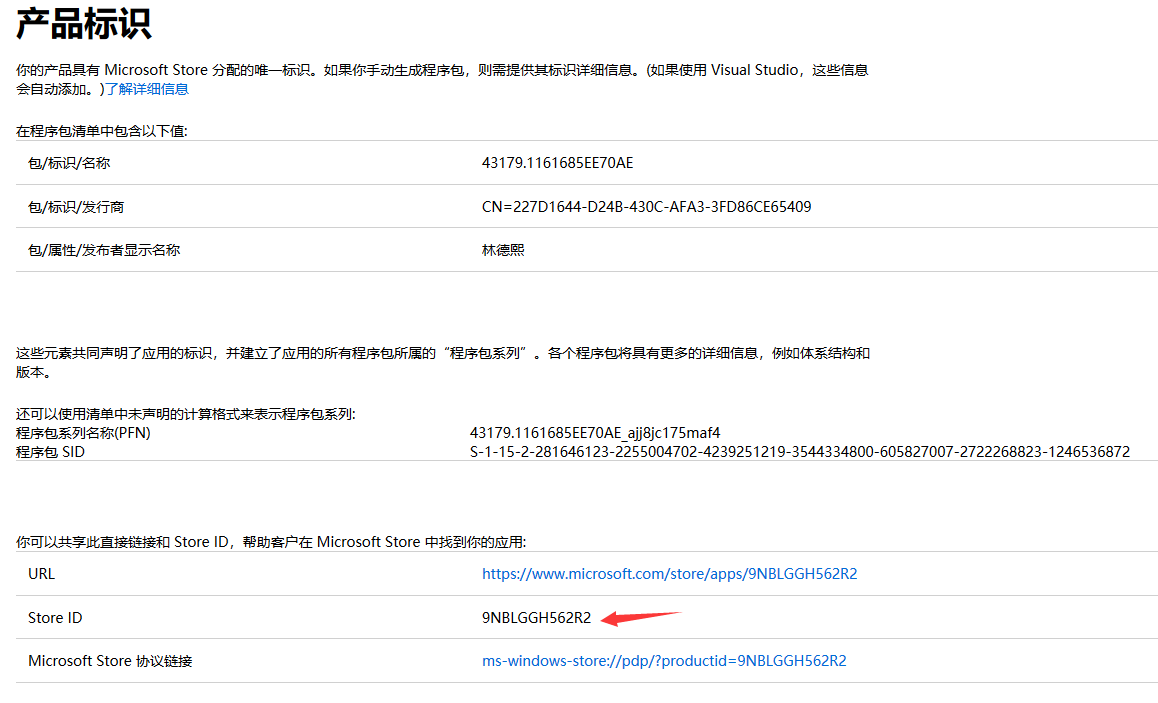 产品标识
你的产品具有 Microsoft Store 分配的唯一标识。如果你手动生成程序包，则需提供其标识详细信息。(如果使用 Visual Studio，这些信息
会自动添加。)了解详细信息
在程序包清单中包含以下值:
包/标识/名称 43179.1161685EE70AE
包/标识/发行商 CN=227D1644-D24B-430C-AFA3-3FD86CE65409
包/属性/发布者显示名称 林德熙
这些元素共同声明了应用的标识，并建立了应用的所有程序包所属的“程序包系列”。各个程序包将具有更多的详细信息，例如体系结构和
版本。
还可以使用清单中未声明的计算格式来表示程序包系列:
程序包系列名称(PFN) 43179.1161685EE70AE_ajj8jc175maf4
程序包 SID S-1-15-2-281646123-2255004702-4239251219-3544334800-605827007-2722268823-1246536872
你可以共享此直接链接和 Store ID，帮助客户在 Microsoft Store 中找到你的应用:
URL https://www.microsoft.com/store/apps/9NBLGGH562R2
Store ID 9NBLGGH562R2
Microsoft Store 协议链接 ms-windows-store://pdp/?productid=9NBLGGH562R2